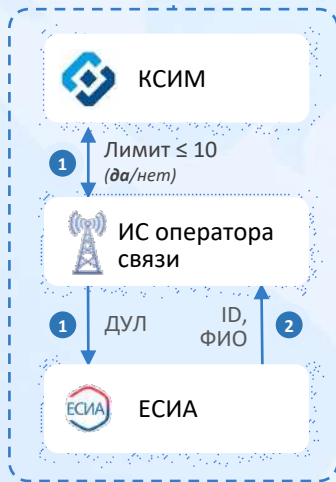 КСИМ
1
Лимит ≤ 10
(да/нет)
ИС оператора
связи
1
ДУЛ
ID,
ФИО
2
ЕСИА
ЕСИА